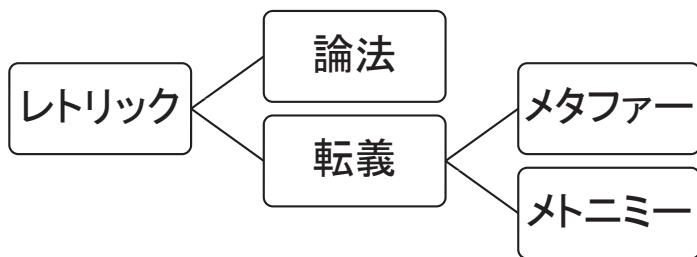 レトリック
論法
転義
メタファー
メトニミー